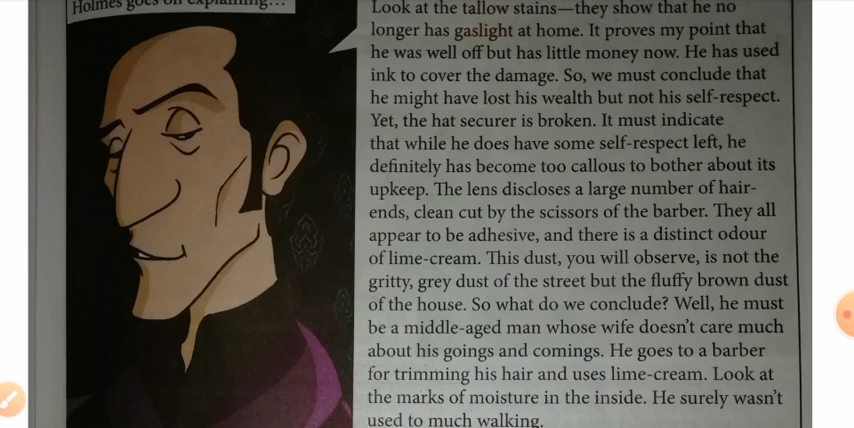 Holmes goes on explaining...
Look at the tallow stains—they show that he no
longer has gaslight at home. It proves my point that
he was well off but has little money now. He has used
ink to cover the damage. So, we must conclude that
he might have lost his wealth but not his self-respect.
Yet, the hat securer is broken. It must indicate
that while he does have some self-respect left, he
definitely has become too callous to bother about its
upkeep. The lens discloses a large number of hair-
ends, clean cut by the scissors of the barber. They all
appear to be adhesive, and there is a distinct odour
of lime-cream. This dust, you will observe, is not the
gritty, grey dust of the street but the fluffy brown dust
of the house. So what do we conclude? Well, he must
be a middle-aged man whose wife doesn't care much
about his goings and comings. He goes to a barber
for trimming his hair and uses lime-cream. Look at
the marks of moisture in the inside. He surely wasn't
used to much walking.